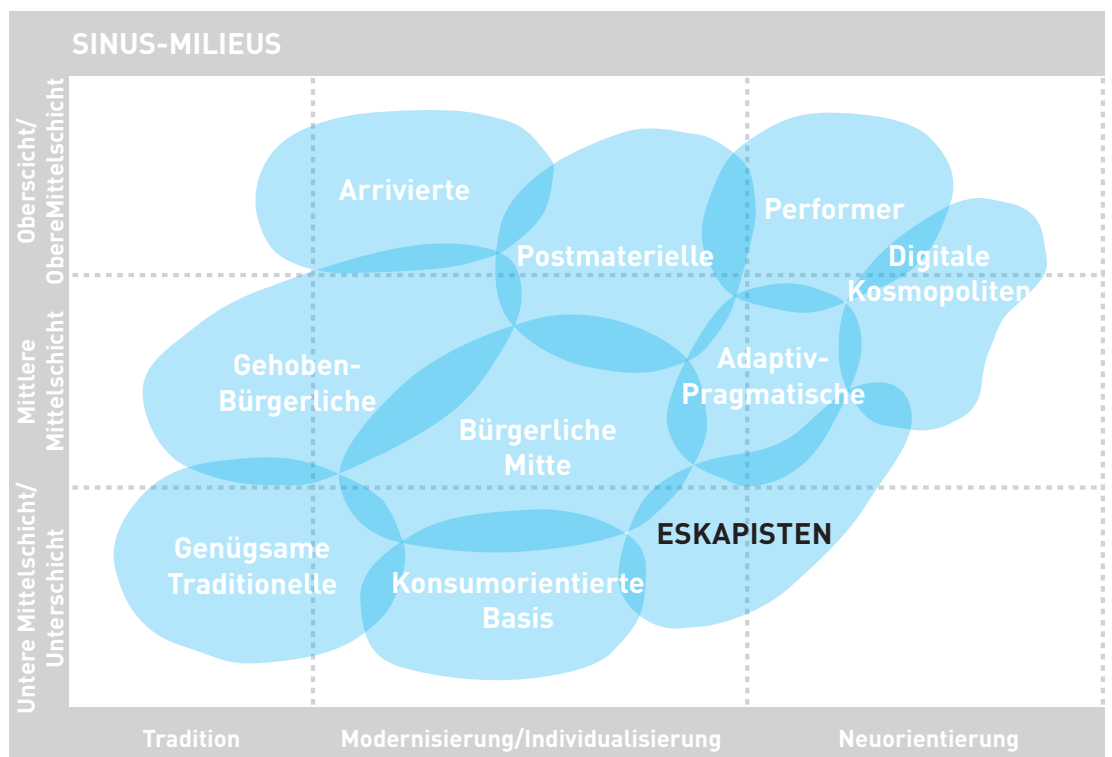 SINUS-MILIEUS
Oberscicht/
ObereMittelschicht
Arrivierte
Performer
Postmaterielle
Digitale
Kosmopoliten
Mittlere
Mittelschicht
Gehoben-
Bürgerliche
Adaptiv-
Pragmatische
Bürgerliche
Mitte
Untere Mittelschicht/
Unterschicht
ESKAPISTEN
Genügsame
Traditionelle
Konsumorientierte
Basis
Tradition
Modernisierung/Individualisierung
Neuorientierung